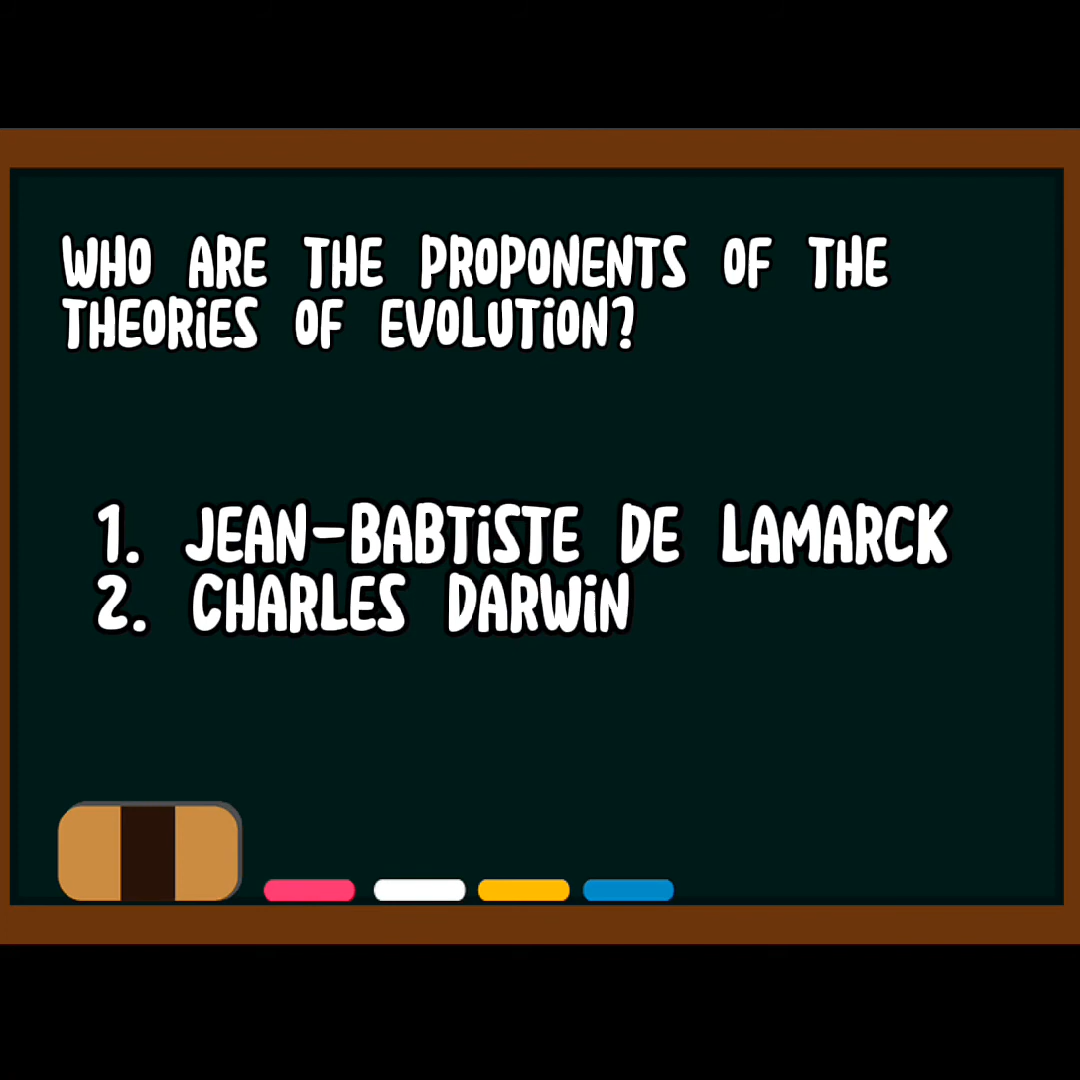 WHO ARE THE PROPONENTS OF THE
THEORiES OF EVOLUTiON?
1. JEAN-BABTiSTE DE LAMARCK
2. CHARLES DARWiN